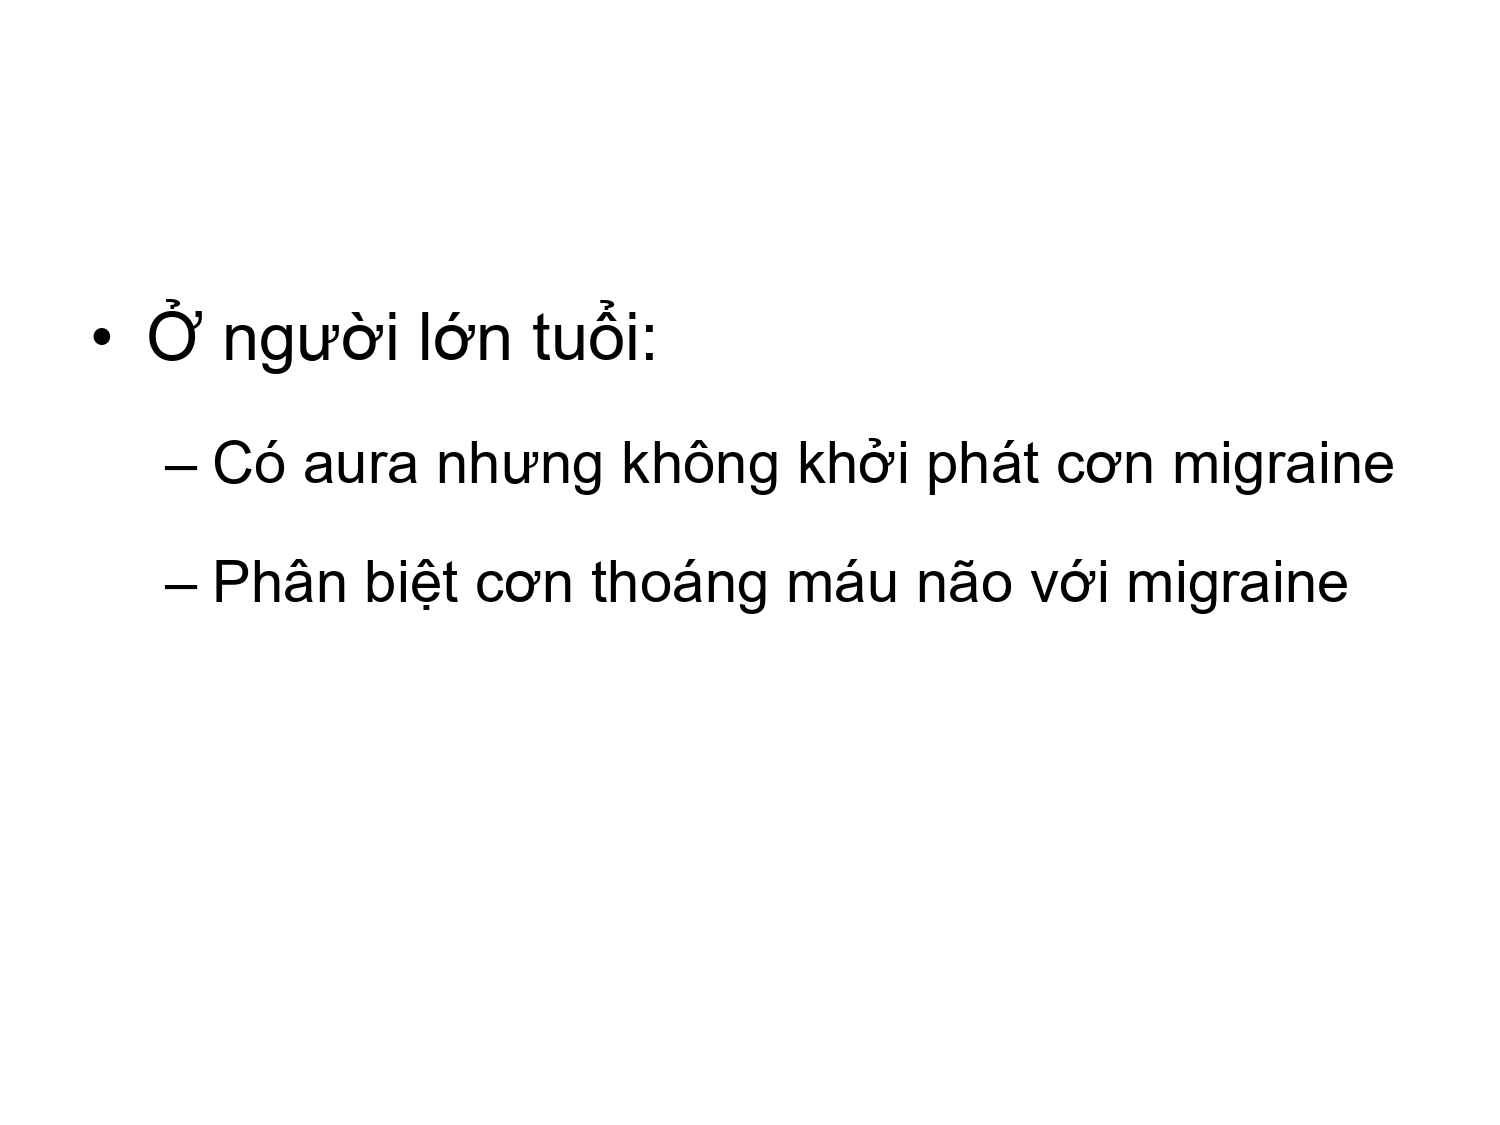 • Ở người lớn tuổi:
– Có aura nhưng không khởi phát cơn migraine
– Phân biệt cơn thoáng máu não với migraine